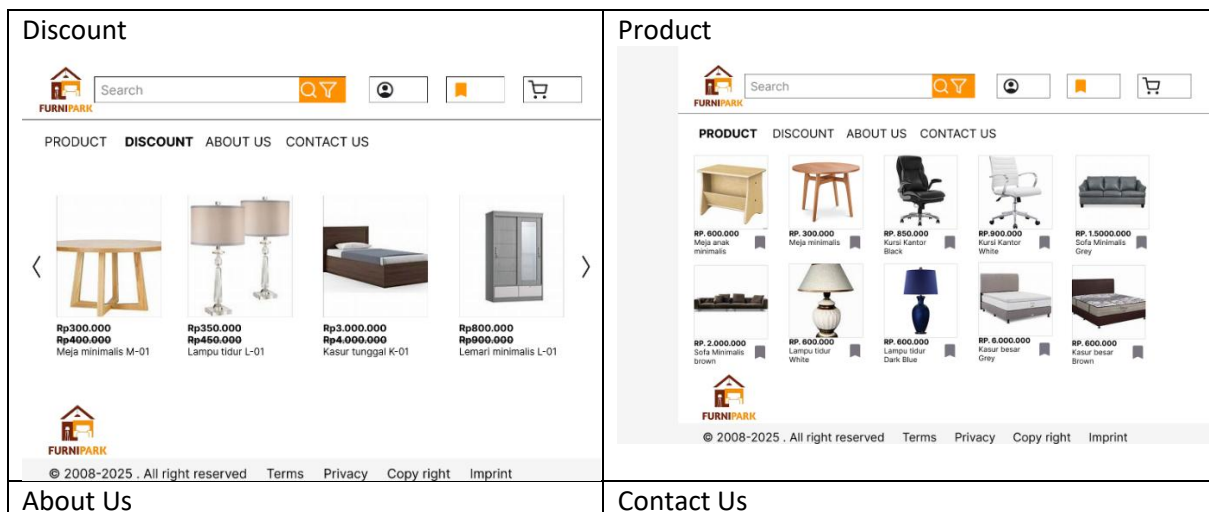 Discount
Product
FURNIPARK
Search
PRODUCT DISCOUNT ABOUT US CONTACT US
Rp300.000
Rp400.000
Meja minimalis M-01
Rp350.000
Rp450.000
Lampu tidur L-01
Rp3.000.000
Rp4.000.000
Kasur tunggal K-01
Rp800.000
Rp900.000
Lemari minimalis L-01
FURNIPARK
© 2008-2025 . All right reserved Terms Privacy Copy right Imprint
FURNIPARK
Search
PRODUCT DISCOUNT ABOUT US CONTACT US
RP. 600.000
Meja anak
minimalis
RP. 300.000
Meja minimalis
RP. 850.000
Kursi Kantor
Black
RP.900.000
Kursi Kantor
White
RP. 1.5000.000
Sofa Minimalis
Grey
RP. 2.000.000
Sofa Minimalis
brown
RP. 600.000
Lampu tidur
White
RP. 600.000
Lampu tidur
Dark Blue
RP. 6.000.000
Kasur besar
Grey
RP. 600.000
Kasur besar
Brown
FURNIPARK
© 2008-2025 . All right reserved Terms Privacy Copy right Imprint
About Us
Contact Us